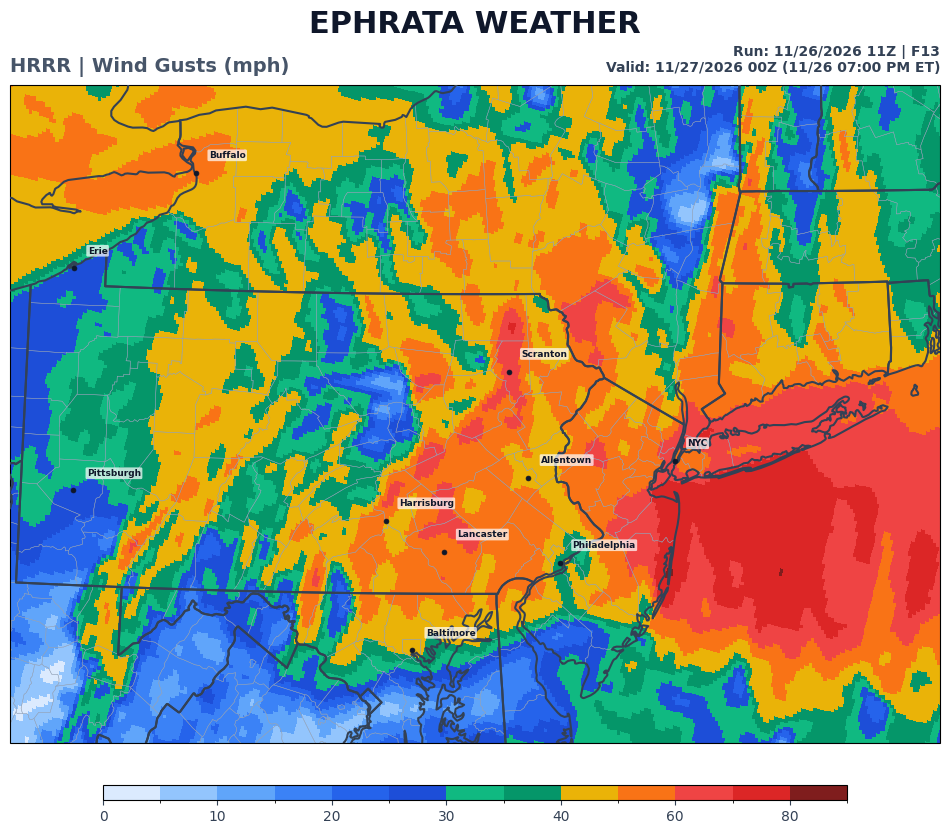 EPHRATA WEATHER
HRRR | Wind Gusts (mph)
Run: 11/26/2026 11Z | F13
Valid: 11/27/2026 00Z (11/26 07:00 PM ET)
Buffalo
Erie
Scranton
NYC
Allentown
Pittsburgh
Harrisburg
Lancaster
Philadelphia
Baltimore
0 10 20 30 40 50 60 70 80